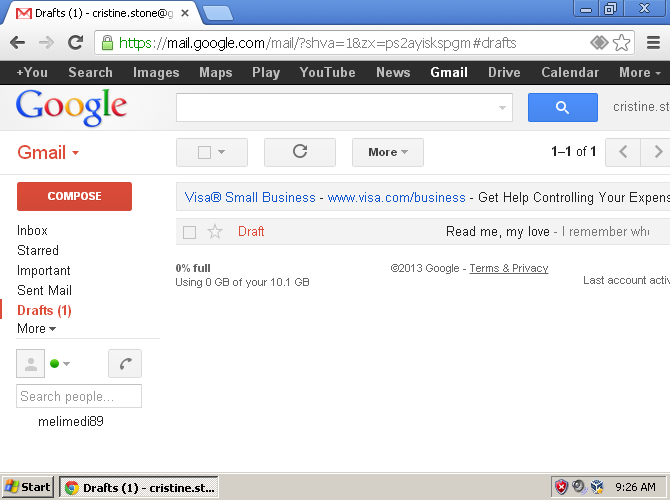 Drafts (1) - cristine.stone@g
https://mail.google.com/mail/?shva=1&zx=ps2ayiskspgm#drafts
+You Search Images Maps Play YouTube News Gmail Drive Calendar More
Google
cristine.st
Gmail
More
1–1 of 1
COMPOSE
Visa® Small Business - www.visa.com/business - Get Help Controlling Your Expens
Inbox
Draft Read me, my love - I remember who
Starred
Important
Sent Mail
Drafts (1)
More
0% full
Using 0 GB of your 10.1 GB
©2013 Google - Terms & Privacy
Last account activ
Search people...
melimedi89
Start
Drafts (1) - cristine.st...
9:26 AM